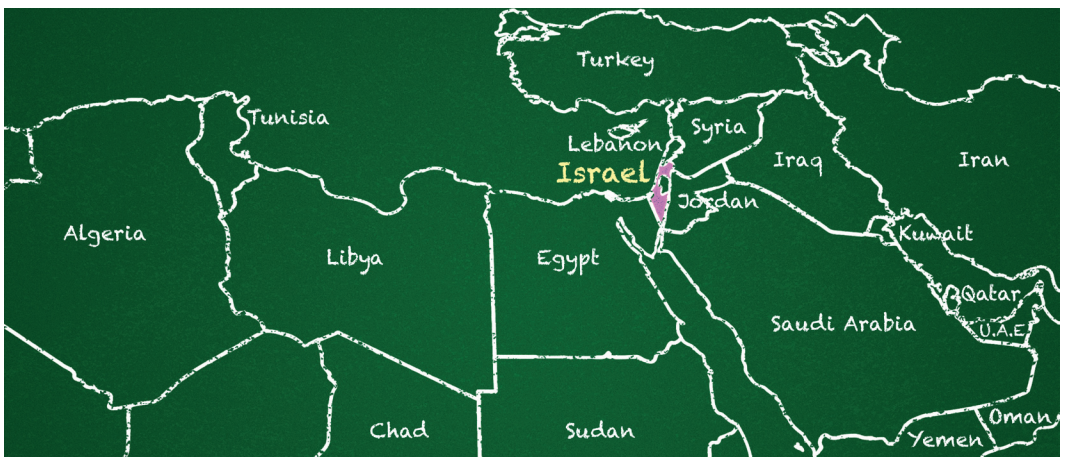 Turkey
Tunisia
Syria
Lebanon
Iraq
Iran
Israel
Jordan
Algeria
Kuwait
Libya
Egypt
Qatar
Saudi Arabia
U.A.E
Oman
Chad
Sudan
Yemen